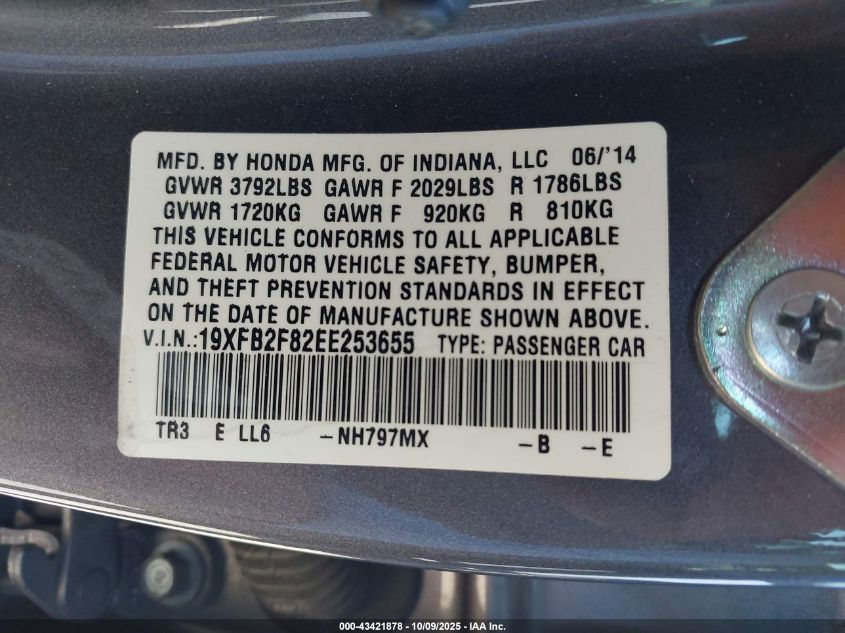 MFD. BY HONDA MFG. OF INDIANA, LLC 06/'14
GVWR 3792LBS GAWR F 2029LBS R 1786LBS
GVWR 1720KG GAWR F 920KG R 810KG
THIS VEHICLE CONFORMS TO ALL APPLICABLE
FEDERAL MOTOR VEHICLE SAFETY, BUMPER,
AND THEFT PREVENTION STANDARDS IN EFFECT
ON THE DATE OF MANUFACTURE SHOWN ABOVE.
V.I.N.:19XFB2F82EE253655 TYPE: PASSENGER CAR
TR3 E LL6 -NH797MX -B -E
000-43421878 - 10/09/2025 - IAA Inc.